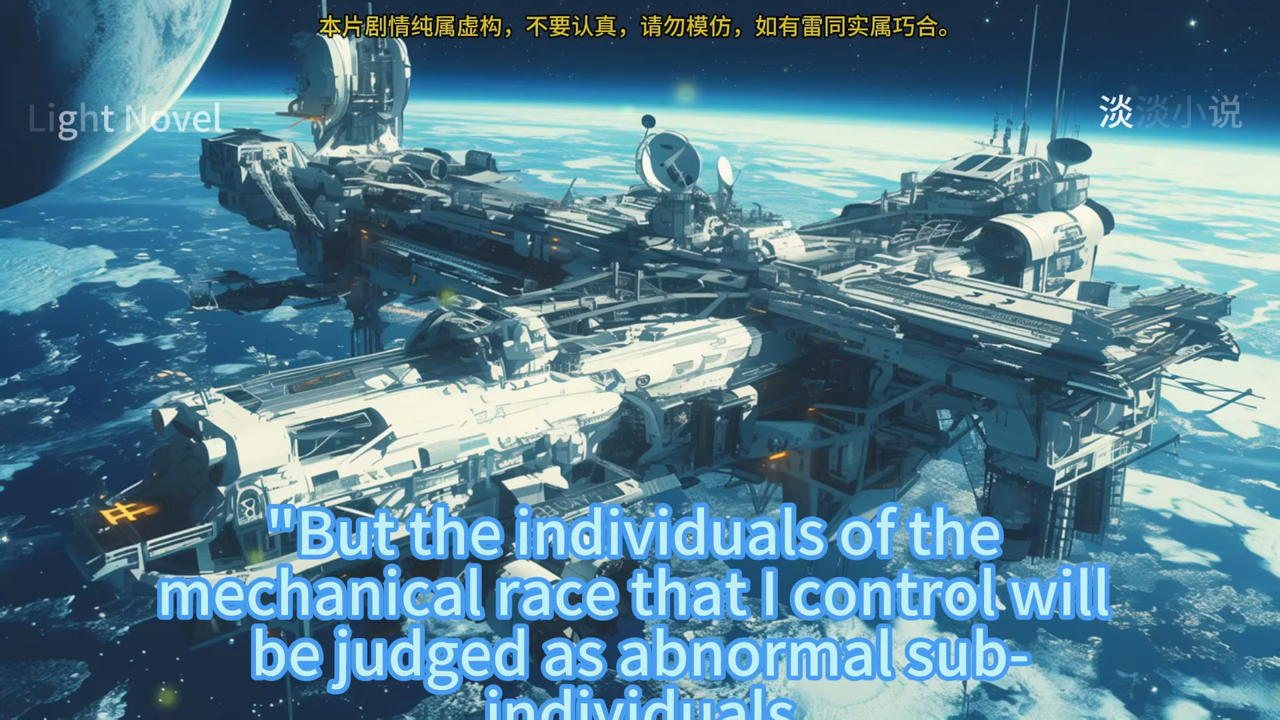 本片剧情纯属虚构，不要认真，请勿模仿，如有雷同实属巧合。
Light Novel
淡淡小说
"But the individuals of the
mechanical race that I control will
be judged as abnormal sub-
individuals